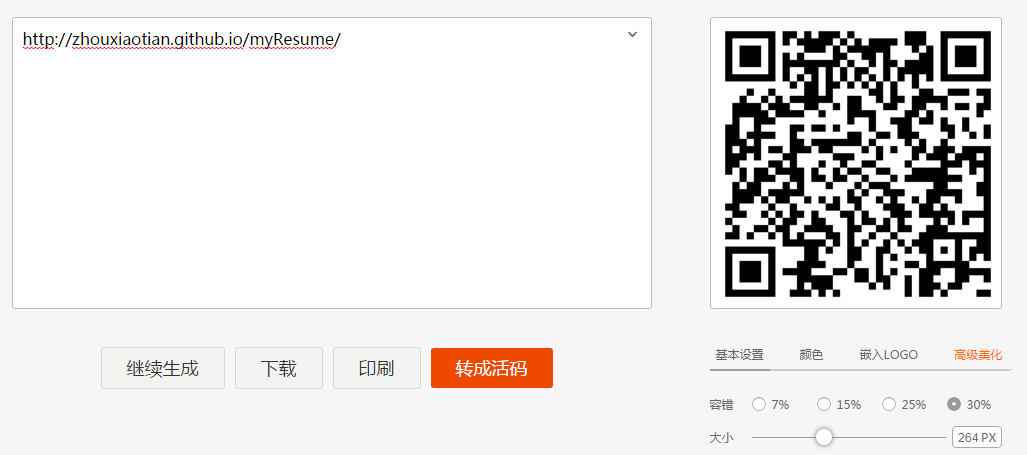 http://zhouxiaotian.github.io/myResume/
继续生成 下载 印刷 转成活码
基本设置 颜色 嵌入LOGO 高级美化
容错 7% 15% 25% 30%
大小 264 PX